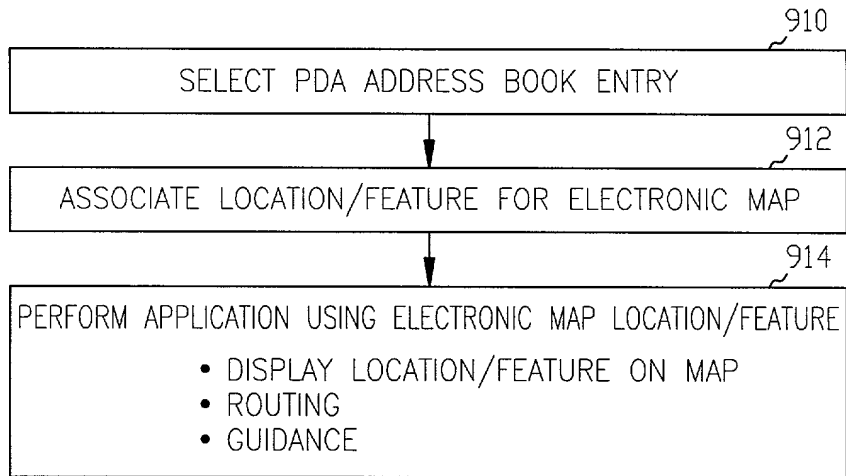 910
SELECT PDA ADDRESS BOOK ENTRY
912
ASSOCIATE LOCATION/FEATURE FOR ELECTRONIC MAP
914
PERFORM APPLICATION USING ELECTRONIC MAP LOCATION/FEATURE
• DISPLAY LOCATION/FEATURE ON MAP
• ROUTING
• GUIDANCE